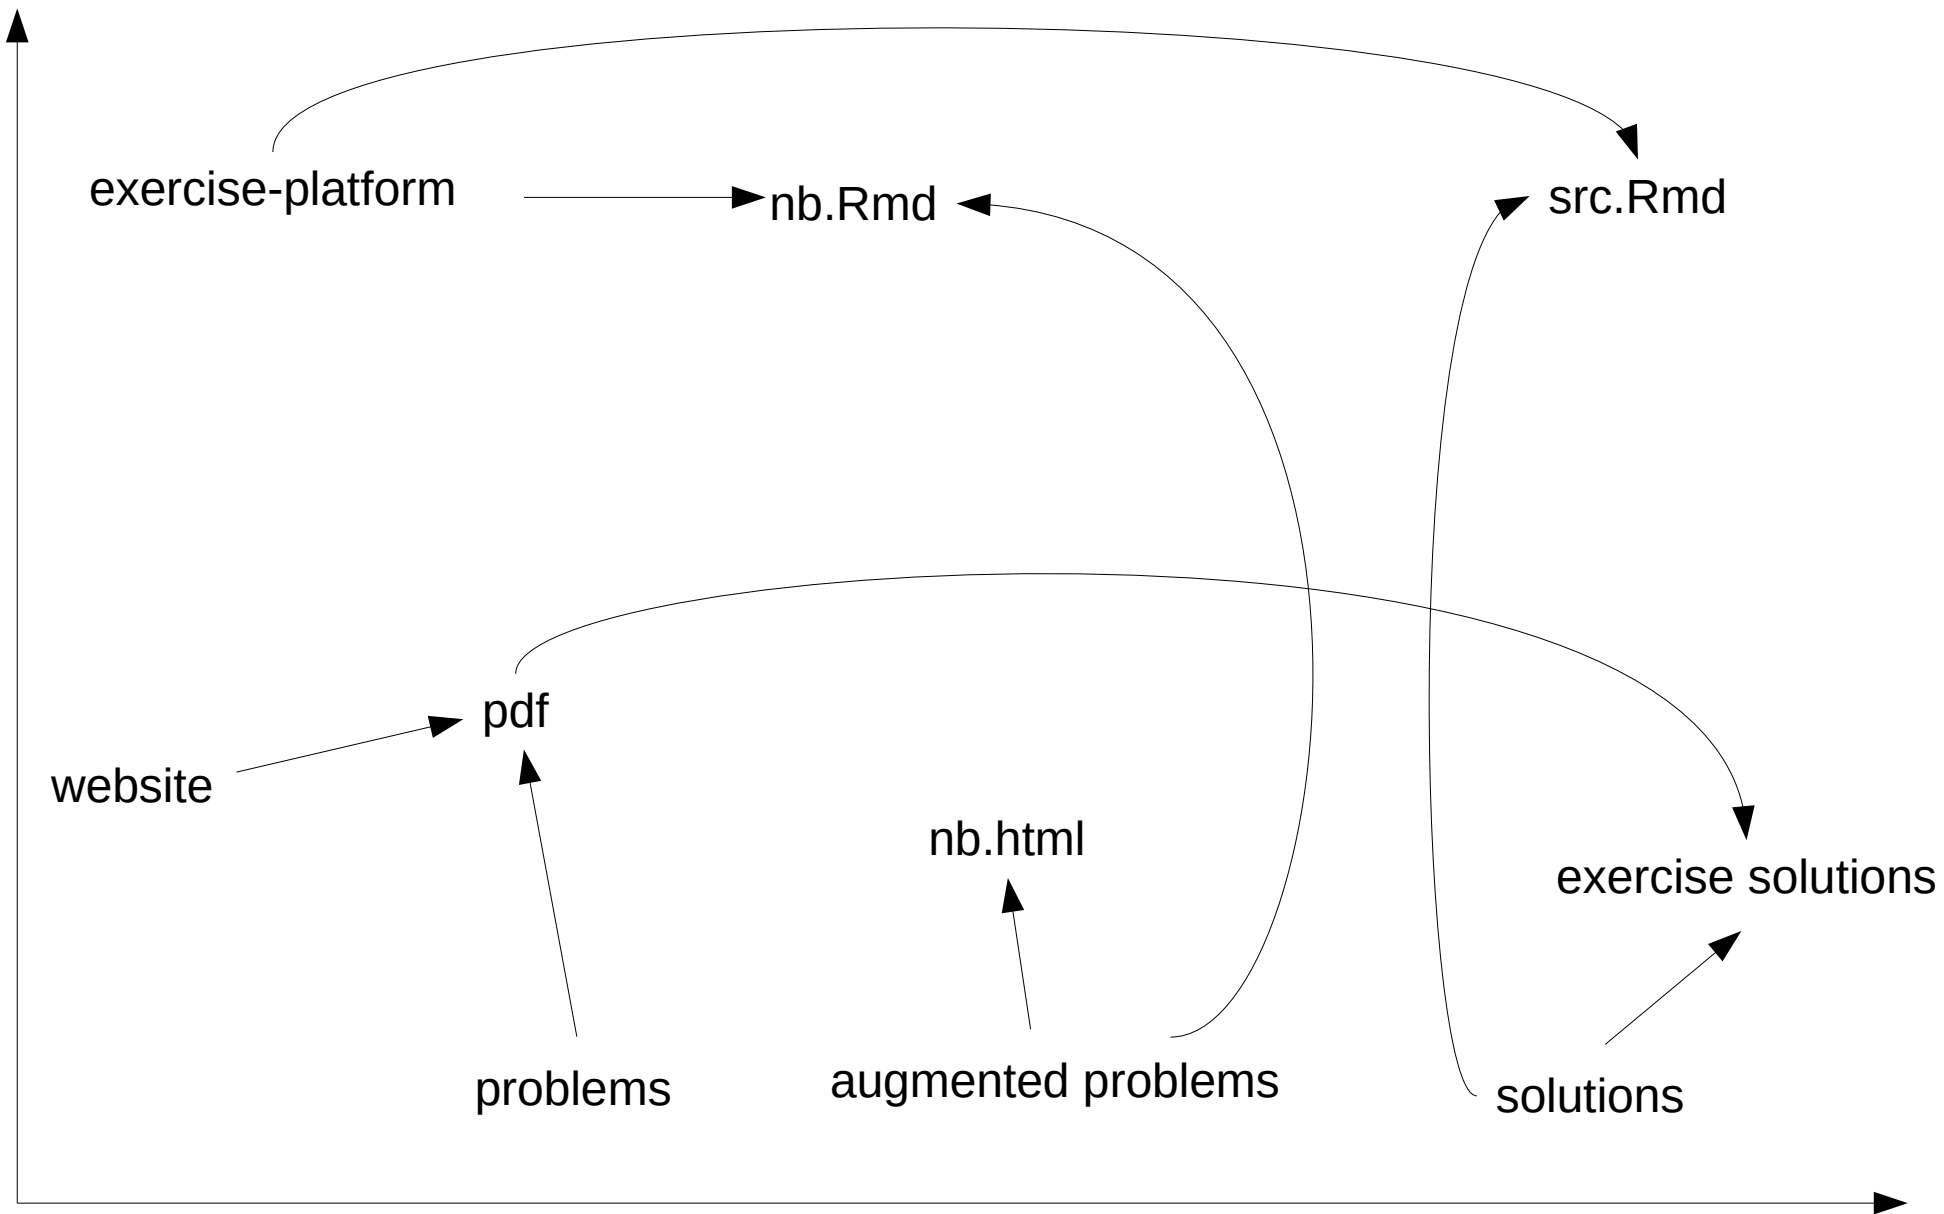 exercise-platform
nb.Rmd
src.Rmd
pdf
website
nb.html
exercise solutions
problems
augmented problems
solutions